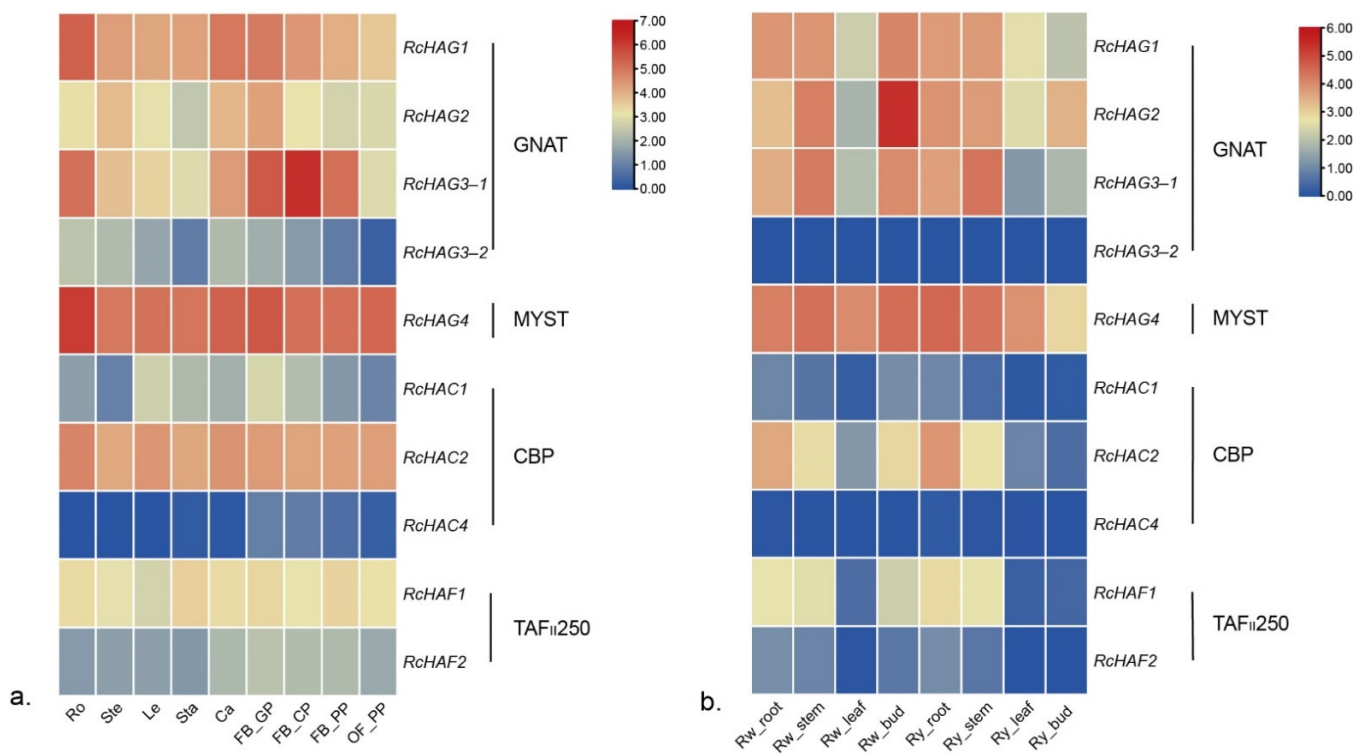 7.00
6.00
5.00
4.00
3.00
2.00
1.00
0.00
RcHAG1
RcHAG2
RcHAG3–1
RcHAG3–2
RcHAG4
RcHAC1
RcHAC2
RcHAC4
RcHAF1
RcHAF2
GNAT
MYST
CBP
TAFII250
a.
Ro
Ste
Le
Sta
Ca
FB_GP
FB_CP
FB_PP
OF_PP
6.00
5.00
4.00
3.00
2.00
1.00
0.00
RcHAG1
RcHAG2
RcHAG3–1
RcHAG3–2
RcHAG4
RcHAC1
RcHAC2
RcHAC4
RcHAF1
RcHAF2
GNAT
MYST
CBP
TAFII250
b.
Rw_root
Rw_stem
Rw_leaf
Rw_bud
Ry_root
Ry_stem
Ry_leaf
Ry_bud